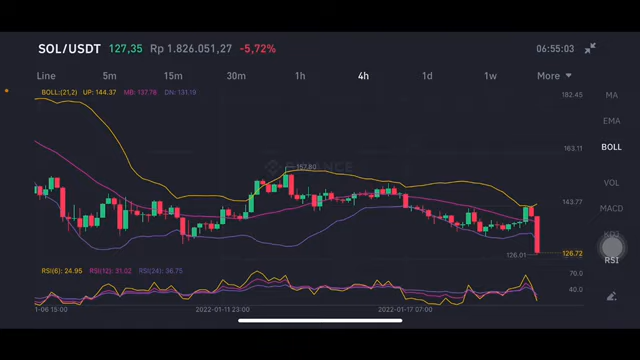 SOL/USDT 127,35 Rp 1.826.051,27 -5,72% 06:55:03
Line 5m 15m 30m 1h 4h 1d 1w More
BOLL:(21,2) UP: 144.37 MB: 137.78 DN: 131.19
182.45
MA
EMA
163.11
BOLL
157.80
BINANCE
VOL
143.77
MACD
KDJ
126.01
126.72
RSI
RSI(6): 24.95 RSI(12): 31.02 RSI(24): 36.75
70.0
40.0
-06 15:00 2022-01-11 23:00 2022-01-17 07:00